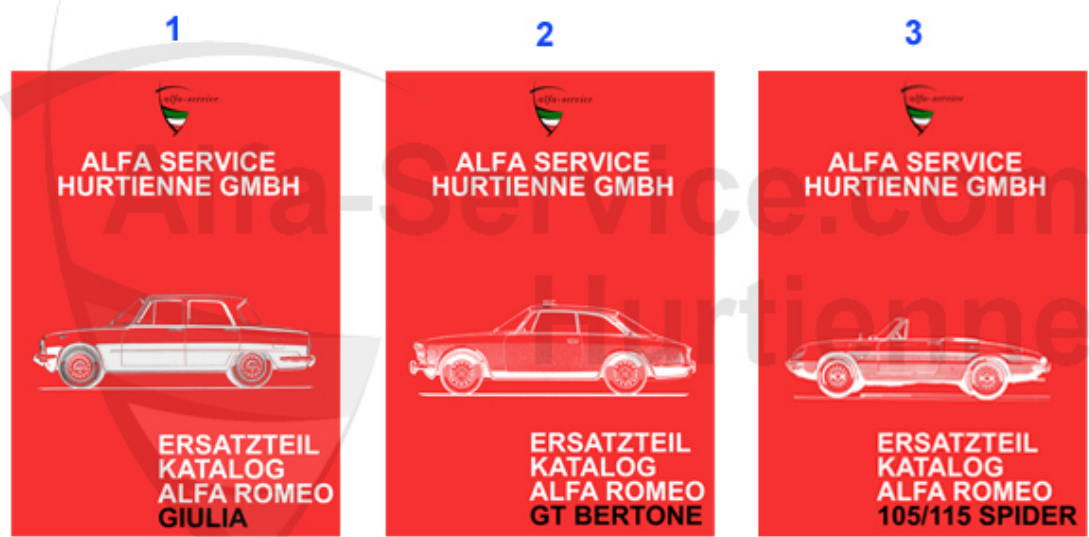 1
2
3
alfa-service
ALFA SERVICE
HURTIENNE GMBH
ERSATZTEIL
KATALOG
ALFA ROMEO
GIULIA
alfa-service
ALFA SERVICE
HURTIENNE GMBH
ERSATZTEIL
KATALOG
ALFA ROMEO
GT BERTONE
alfa-service
ALFA SERVICE
HURTIENNE GMBH
ERSATZTEIL
KATALOG
ALFA ROMEO
105/115 SPIDER
Alfa-Service.com
Hurtienne